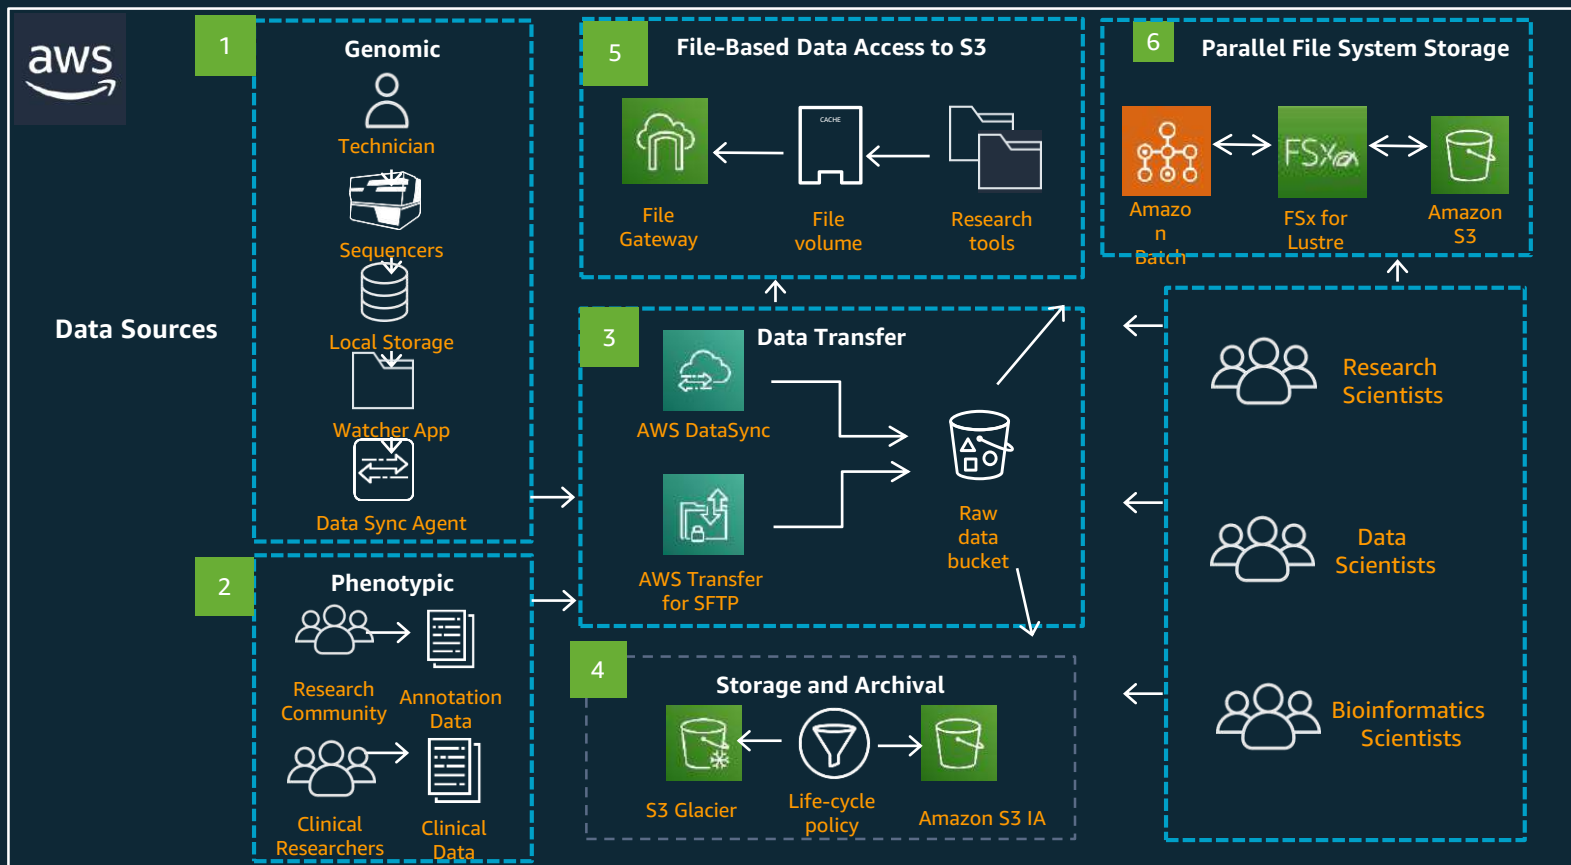 aws
Data Sources
1
Genomic
Technician
Sequencers
Local Storage
Watcher App
Data Sync Agent
2
Phenotypic
Research
Community
Annotation
Data
Clinical
Researchers
Clinical
Data
5
File-Based Data Access to S3
CACHE
File
Gateway
File
volume
Research
tools
3
Data Transfer
AWS DataSync
AWS Transfer
for SFTP
Raw
data
bucket
4
Storage and Archival
S3 Glacier
Life-cycle
policy
Amazon S3 IA
6
Parallel File System Storage
FSx
Amazo
n
Batch
FSx for
Lustre
Amazon
S3
Research
Scientists
Data
Scientists
Bioinformatics
Scientists